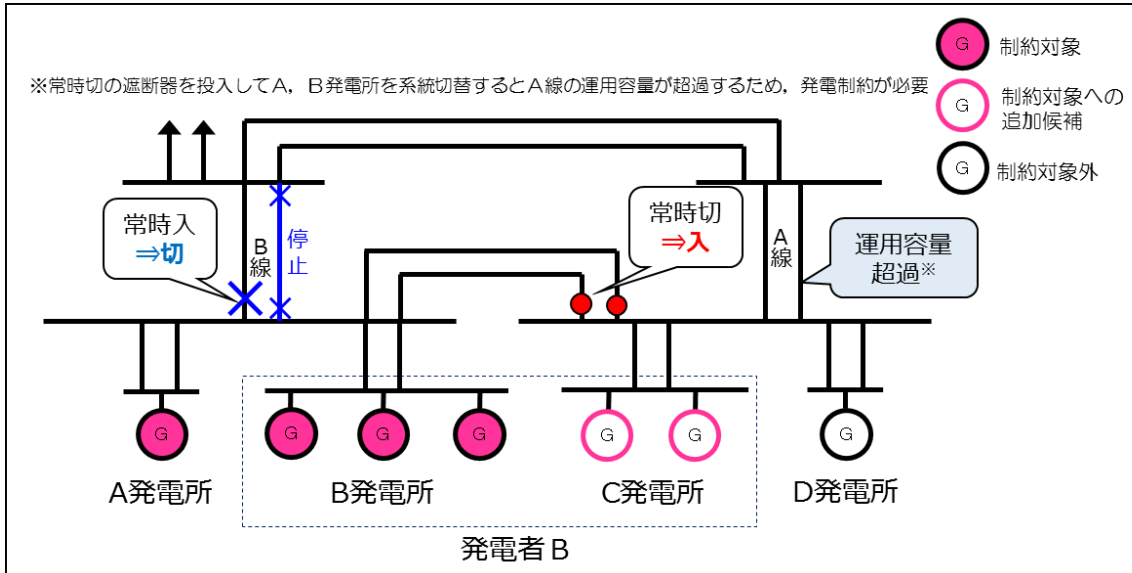 G 制約対象
※常時切の遮断器を投入してA,B発電所を系統切替するとA線の運用容量が超過するため,発電制約が必要
G 制約対象への
追加候補
G 制約対象外
常時入
⇒切
B線
停止
常時切
⇒入
A線
運用容量
超過※
G G G G G G G
A発電所 B発電所 C発電所 D発電所
発電者B